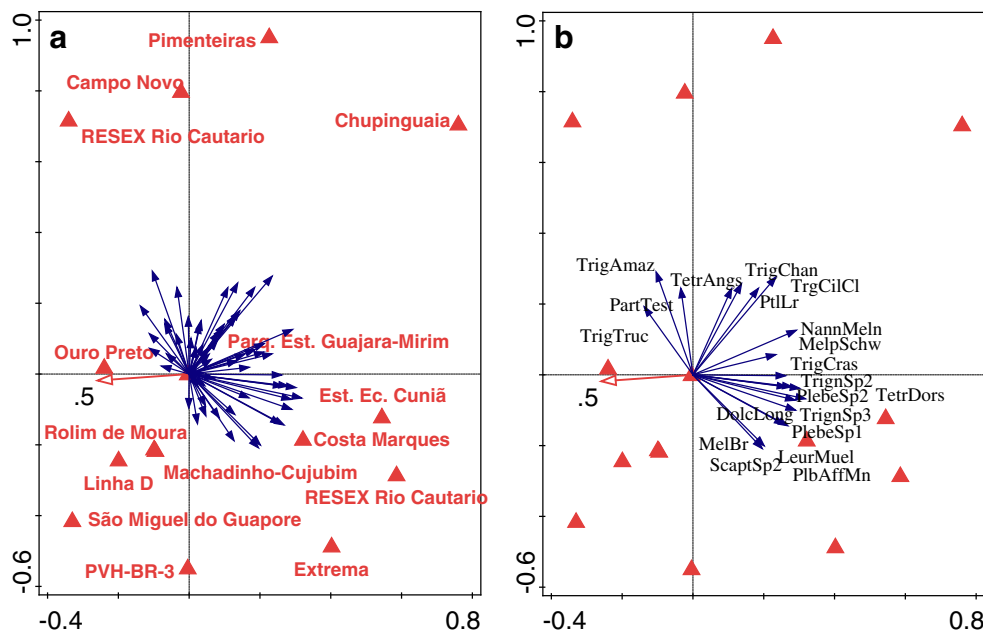 a
1.0
Pimenteiras
Campo Novo
RESEX Rio Cautario
Chupinguaia
Parq. Est. Guajara-Mirim
Ouro Preto
.5
Est. Ec. Cuniã
Rolim de Moura
Costa Marques
Machadinho-Cujubim
Linha D
RESEX Rio Cautario
São Miguel do Guapore
PVH-BR-3
Extrema
-0.6
-0.4
0.8
b
1.0
TrigAmaz
TetrAngs
TrigChan
TrgCilCl
PartTest
PtlLr
TrigTruc
NannMeln
MelpSchw
TrigCras
TrignSp2
.5
PlebeSp2
TetrDors
DolcLong
TrignSp3
PlebeSp1
MelBr
LeurMuel
ScaptSp2
PlbAffMn
-0.6
-0.4
0.8